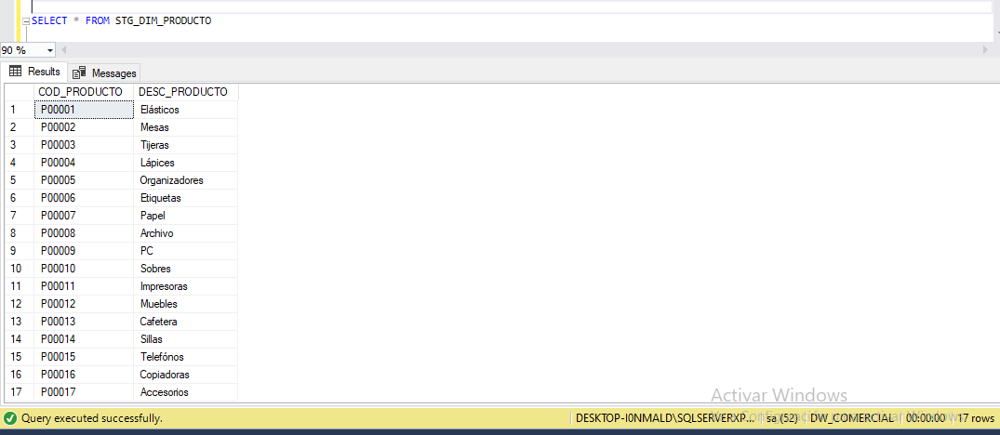 SELECT * FROM STG_DIM_PRODUCTO
90 %
Results Messages
COD_PRODUCTO DESC_PRODUCTO
1 P00001 Elásticos
2 P00002 Mesas
3 P00003 Tijeras
4 P00004 Lápices
5 P00005 Organizadores
6 P00006 Etiquetas
7 P00007 Papel
8 P00008 Archivo
9 P00009 PC
10 P00010 Sobres
11 P00011 Impresoras
12 P00012 Muebles
13 P00013 Cafetera
14 P00014 Sillas
15 P00015 Telefónos
16 P00016 Copiadoras
17 P00017 Accesorios
Activar Windows
Query executed successfully. DESKTOP-I0NMALD\SQLSERVERXP... sa (52) DW_COMERCIAL 00:00:00 17 rows